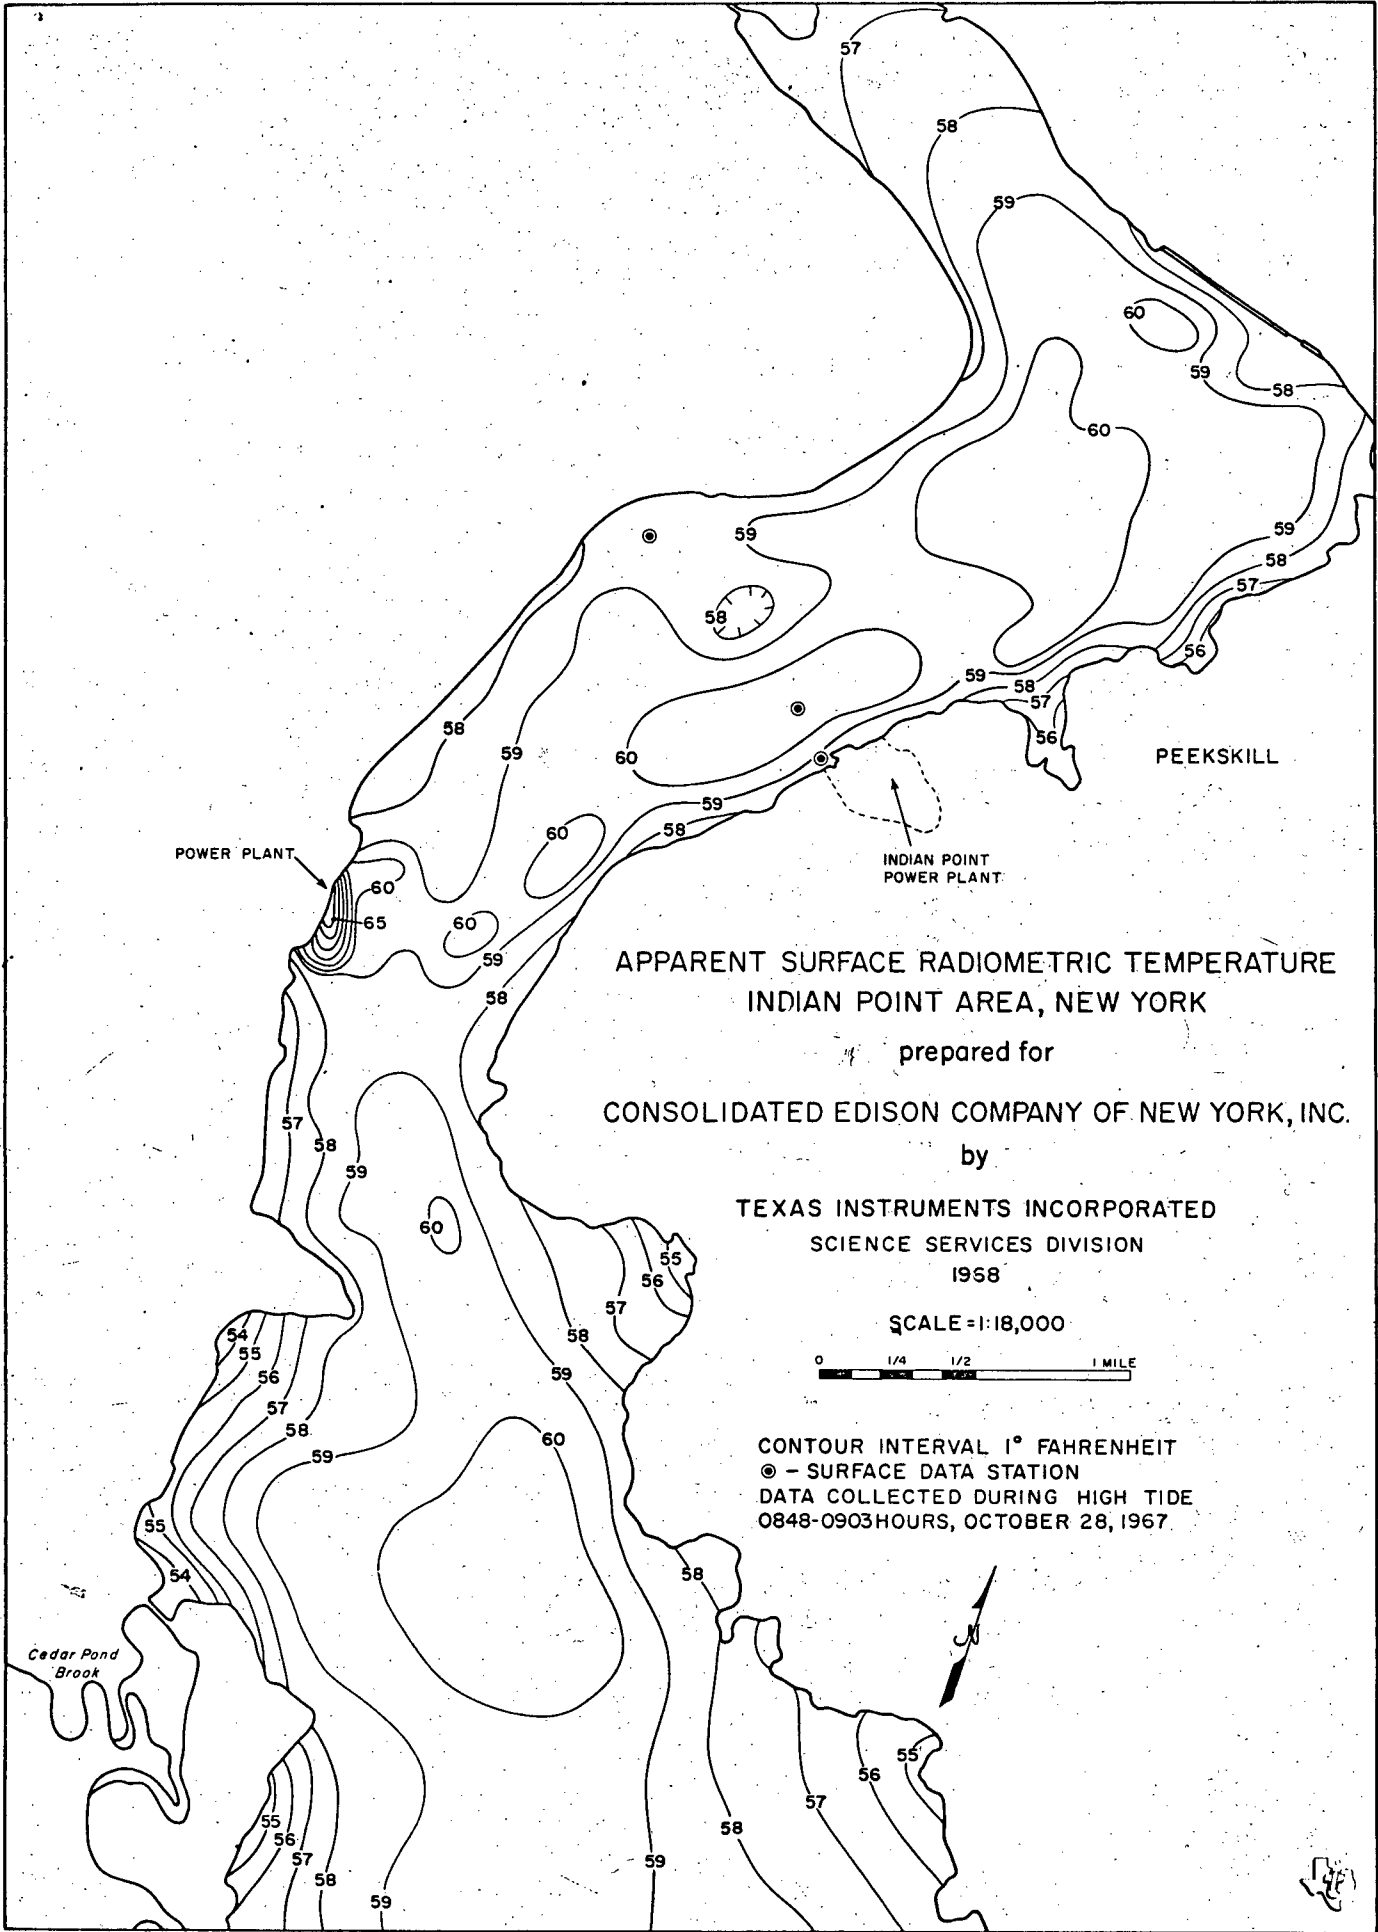 57
58
59
60
59
58
60
59
59
58
57
58
56
59
58
57
56
58
59
60
PEEKSKILL
59
58
60
POWER PLANT
INDIAN POINT
POWER PLANT
60
65
60
59
58
APPARENT SURFACE RADIOMETRIC TEMPERATURE
INDIAN POINT AREA, NEW YORK
prepared for
CONSOLIDATED EDISON COMPANY OF NEW YORK, INC.
by
TEXAS INSTRUMENTS INCORPORATED
SCIENCE SERVICES DIVISION
1968
SCALE = 1:18,000
0 1/4 1/2 1 MILE
CONTOUR INTERVAL 1° FAHRENHEIT
◉ - SURFACE DATA STATION
DATA COLLECTED DURING HIGH TIDE
0848-0903 HOURS, OCTOBER 28, 1967
N
57
58
59
60
55
56
57
58
59
54
55
56
57
58
59
60
55
54
58
Cedar Pond
Brook
55
56
57
58
55
56
57
58
59
59